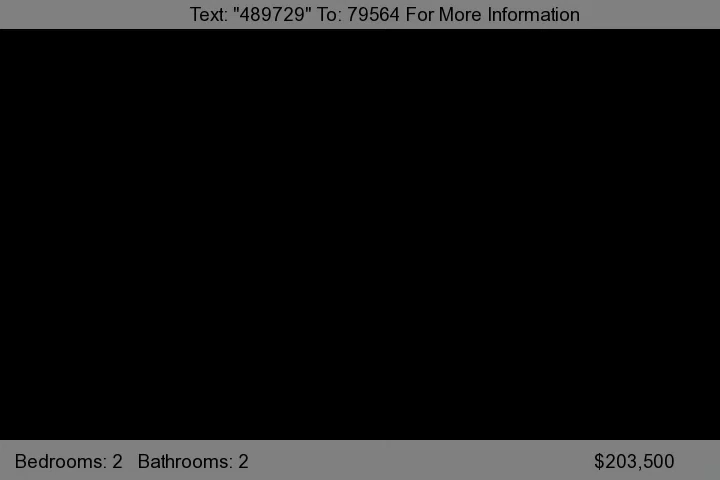 Text: "489729" To: 79564 For More Information
Bedrooms: 2 Bathrooms: 2 $203,500